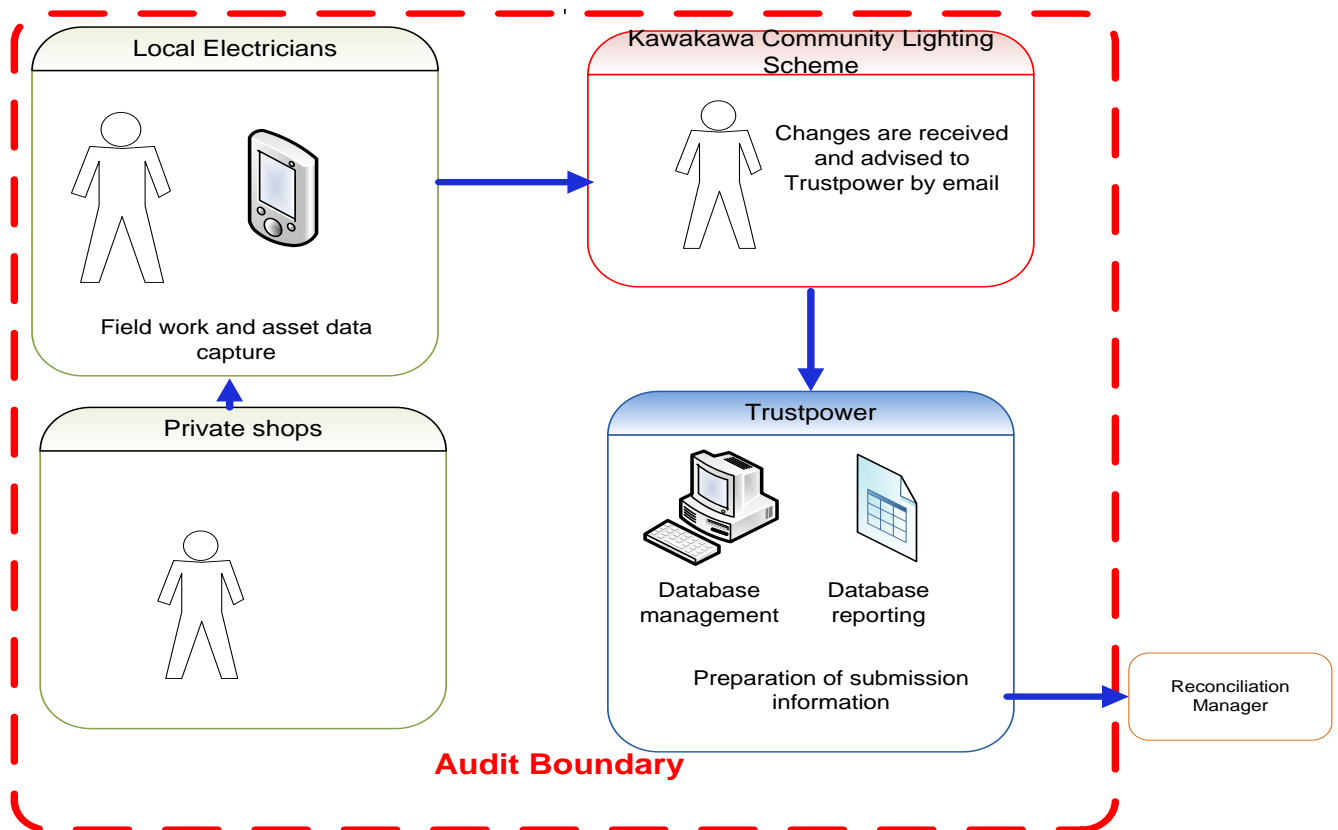 Local Electricians
Field work and asset data
capture
Kawakawa Community Lighting
Scheme
Changes are received
and advised to
Trustpower by email
Private shops
Trustpower
Database
management
Database
reporting
Preparation of submission
information
Reconciliation
Manager
Audit Boundary